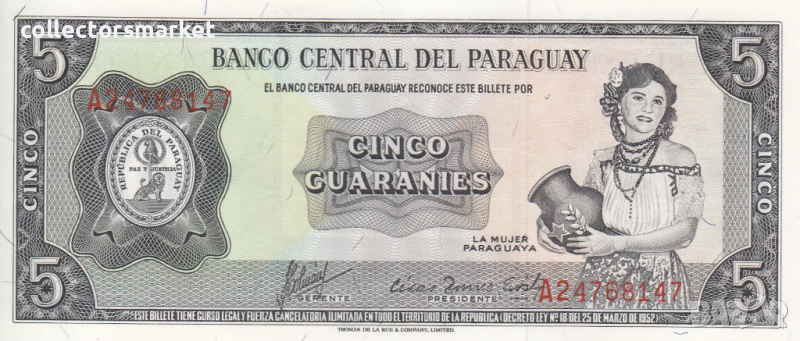 collectorsmarket
5
BANCO CENTRAL DEL PARAGUAY
5
EL BANCO CENTRAL DEL PARAGUAY RECONOCE ESTE BILLETE POR
A24768147
REPÚBLICA DEL PARAGUAY
PAZ Y JUSTICIA
CINCO
CINCO
GUARANIES
CINCO
LA MUJER
PARAGUAYA
5
GERENTE
PRESIDENTE
A24768147
5
ESTE BILLETE TIENE CURSO LEGAL Y FUERZA CANCELATORIA ILIMITADA EN TODO EL TERRITORIO DE LA REPUBLICA (DECRETO LEY Nº 18 DEL 25 DE MARZO DE 1952)
THOMAS DE LA RUE & COMPANY, LIMITED.
collectorsmarket